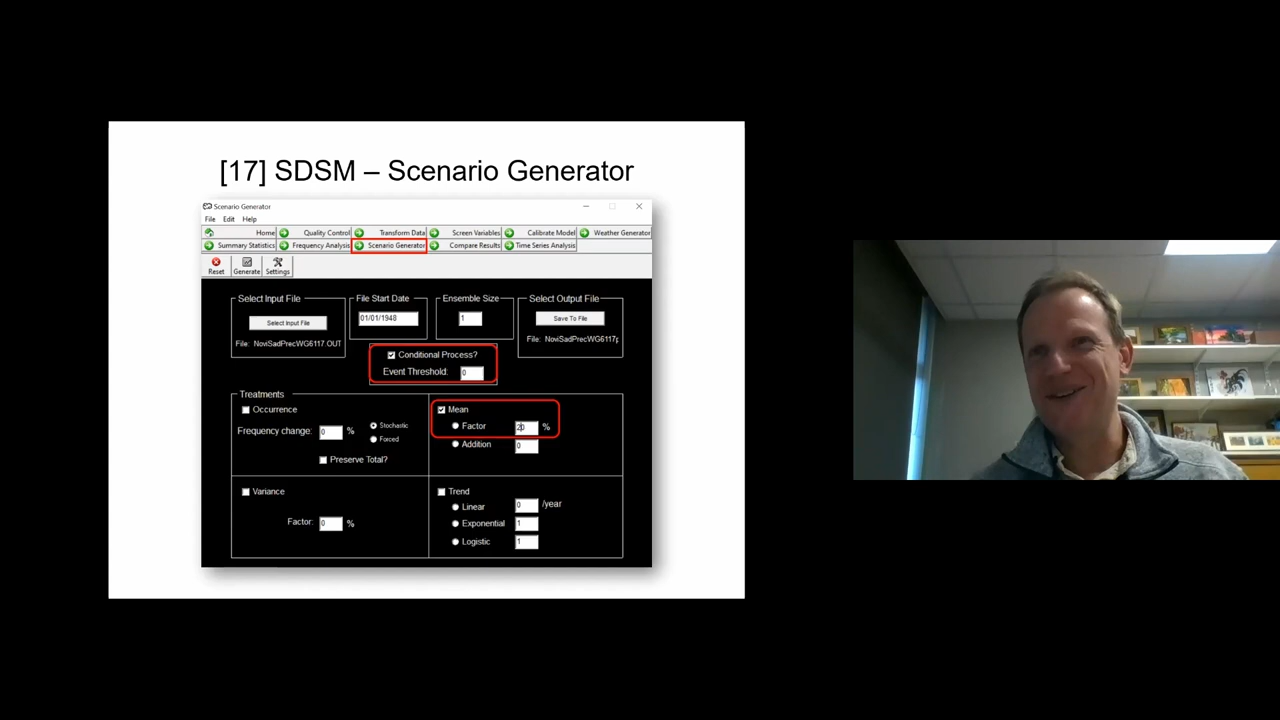 [17] SDSM – Scenario Generator
Scenario Generator
File Edit Help
Home Quality Control Transform Data Screen Variables Calibrate Model Weather Generator
Summary Statistics Frequency Analysis Scenario Generator Compare Results Time Series Analysis
Reset Generate Settings
Select Input File File Start Date Ensemble Size Select Output File
Select Input File 01/01/1948 1 Save To File
File: NoviSadPrecWG6117.OUT File: NoviSadPrecWG6117p
Conditional Process?
Event Threshold: 0
Treatments
Occurrence Mean
Frequency change: 0 % Stochastic Factor 20 %
Forced
Addition 0
Preserve Total?
Variance Trend
Linear 0 /year
Factor: 0 % Exponential 1
Logistic 1